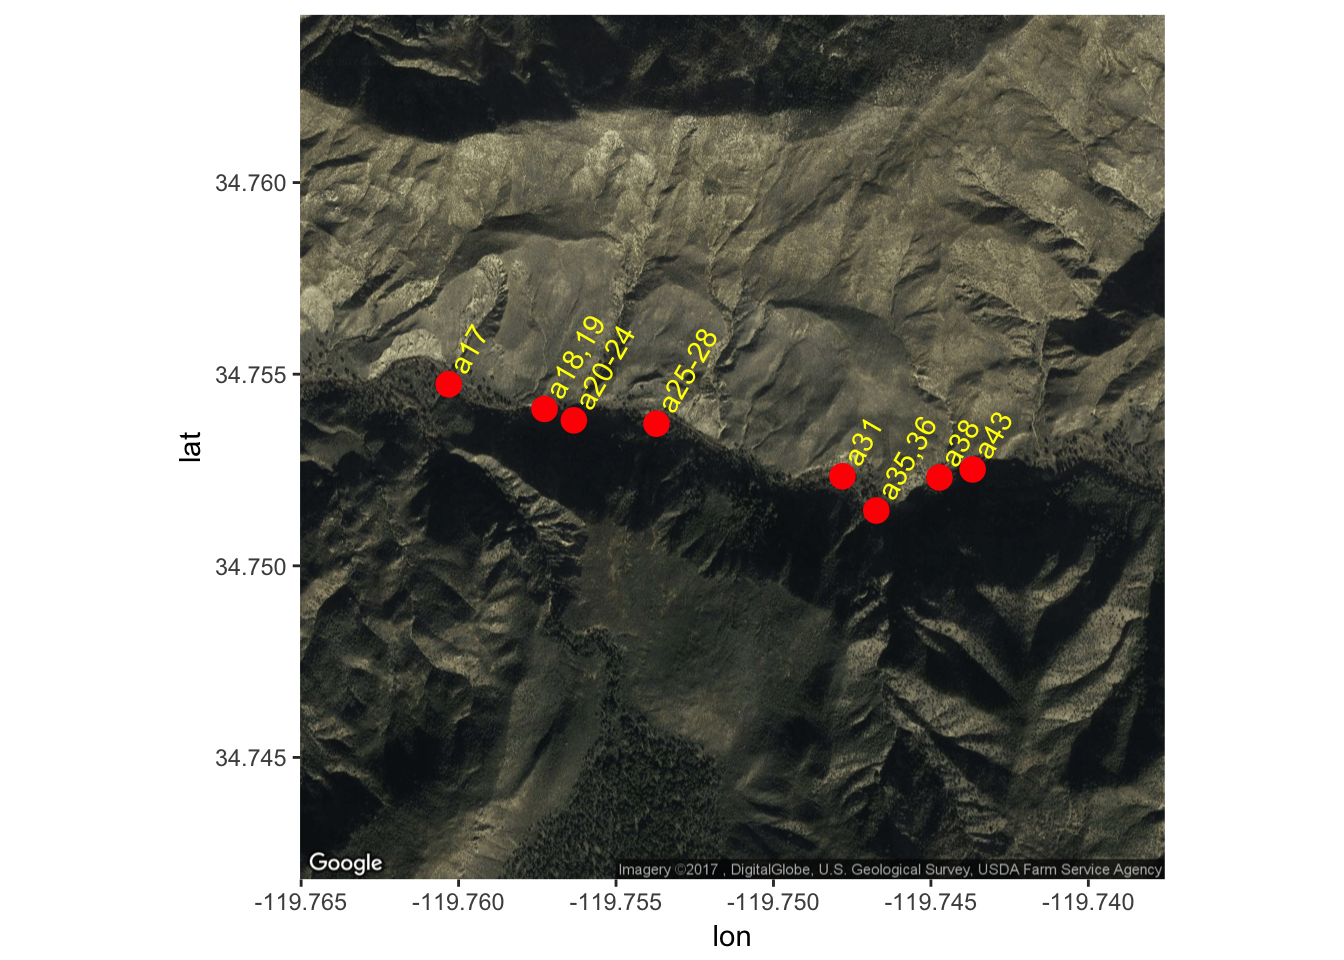 34.760
34.755
34.750
34.745
lat
a17
a18,19
a20-24
a25-28
a31
a35,36
a38
a43
Google
Imagery ©2017 , DigitalGlobe, U.S. Geological Survey, USDA Farm Service Agency
-119.765
-119.760
-119.755
-119.750
-119.745
-119.740
lon